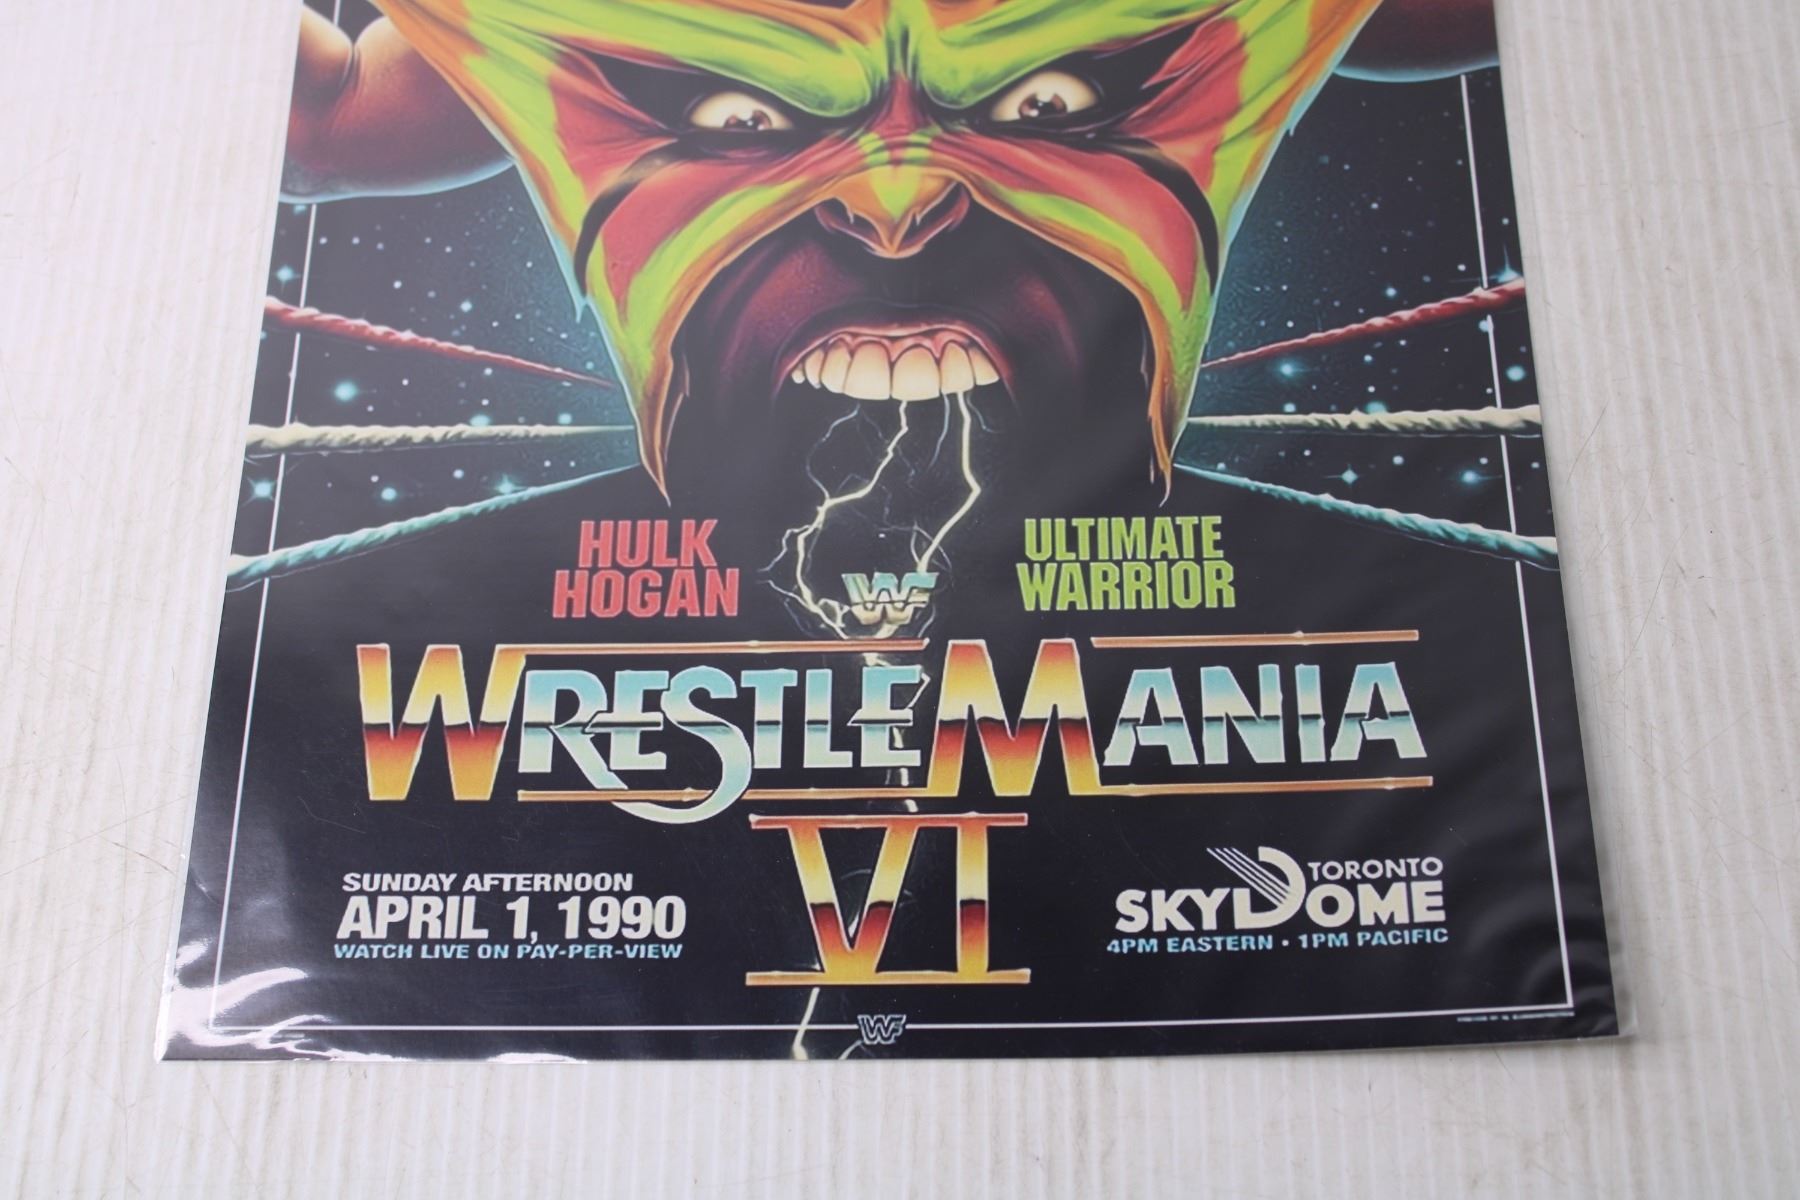 HULK
HOGAN
ULTIMATE
WARRIOR
WF
WRESTLEMANIA
VI
SUNDAY AFTERNOON
APRIL 1, 1990
WATCH LIVE ON PAY-PER-VIEW
TORONTO
SKYDOME
4PM EASTERN • 1PM PACIFIC
WF